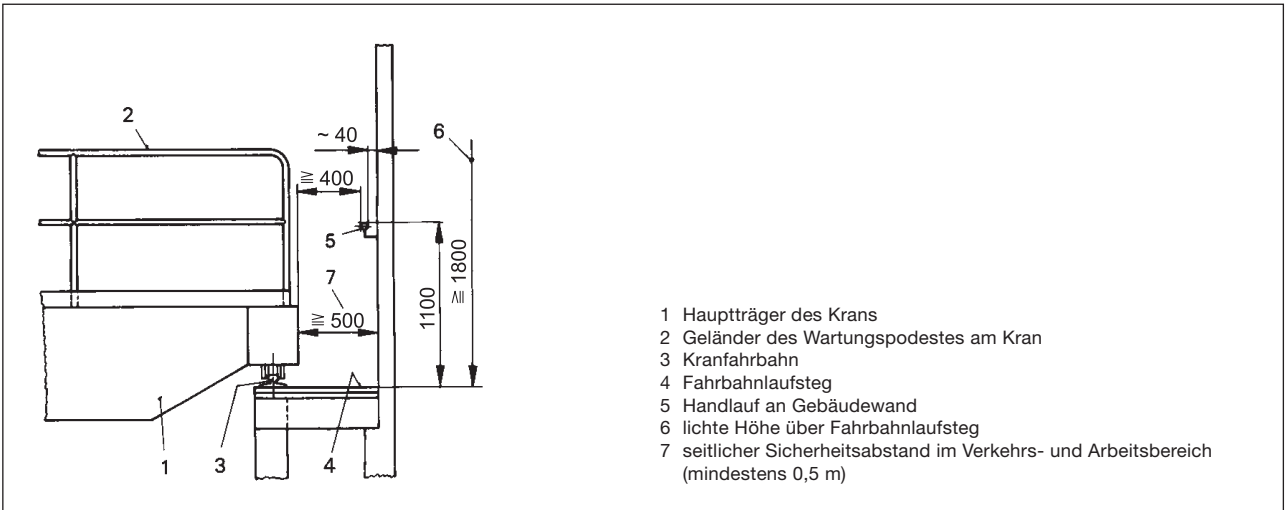 2
~ 40
6
≧ 400
5
7
≧ 500
1100
≧ 1800
1
3
4
1 Hauptträger des Krans
2 Geländer des Wartungspodestes am Kran
3 Kranfahrbahn
4 Fahrbahnlaufsteg
5 Handlauf an Gebäudewand
6 lichte Höhe über Fahrbahnlaufsteg
7 seitlicher Sicherheitsabstand im Verkehrs- und Arbeitsbereich
(mindestens 0,5 m)